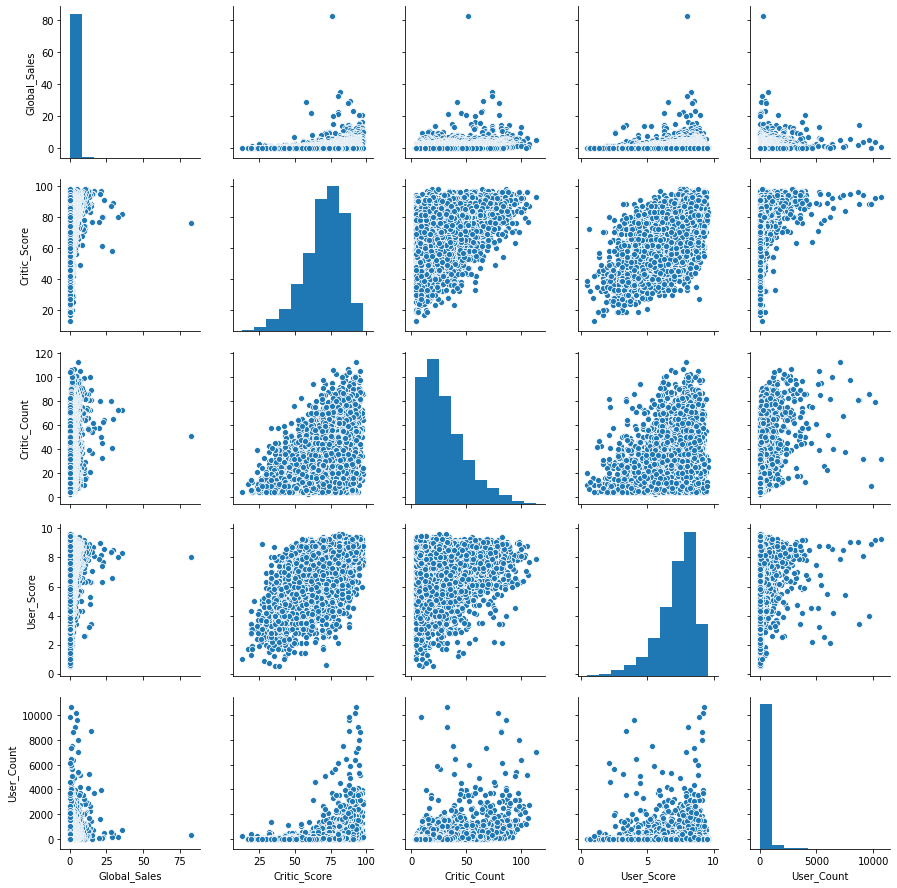 80
60
40
20
0
Global_Sales
100
80
60
40
20
Critic_Score
120
100
80
60
40
20
0
Critic_Count
10
8
6
4
2
0
User_Score
10000
8000
6000
4000
2000
0
User_Count
0 25 50 75
25 50 75 100
0 50 100
0 5 10
0 5000 10000
Global_Sales
Critic_Score
Critic_Count
User_Score
User_Count